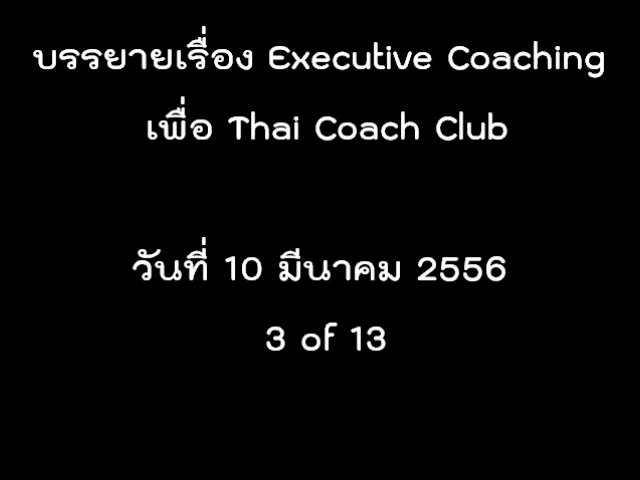 บรรยายเรื่อง Executive Coaching
เพื่อ Thai Coach Club
วันที่ 10 มีนาคม 2556
3 of 13